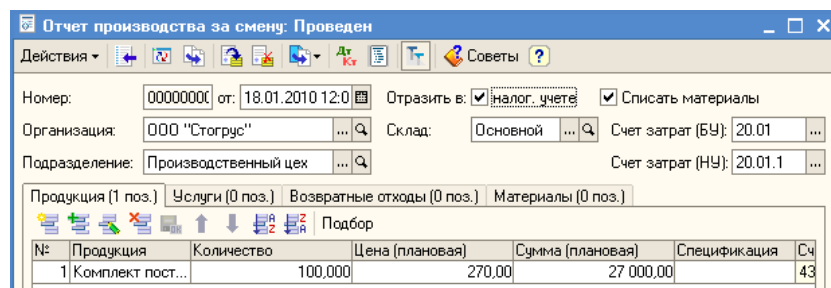 Отчет производства за смену: Проведен
Действия Дт Кт Советы ?
Номер: 0000000( от: 18.01.2010 12:0 Отразить в: налог. учете Списать материалы
Организация: ООО "Стогрус" ... Склад: Основной ... Счет затрат (БУ): 20.01 ...
Подразделение: Производственный цех ... Счет затрат (НУ): 20.01.1 ...
Продукция (1 поз.) Услуги (0 поз.) Возвратные отходы (0 поз.) Материалы (0 поз.)
Подбор
№ Продукция Количество Цена (плановая) Сумма (плановая) Спецификация Сч
1 Комплект пост... 100,000 270,00 27 000,00 43